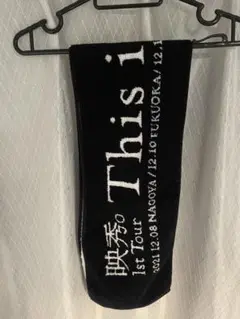 This i
映秀。
1st Tour
2021 12.08 NAGOYA / 12.10 FUKUOKA / 12.1